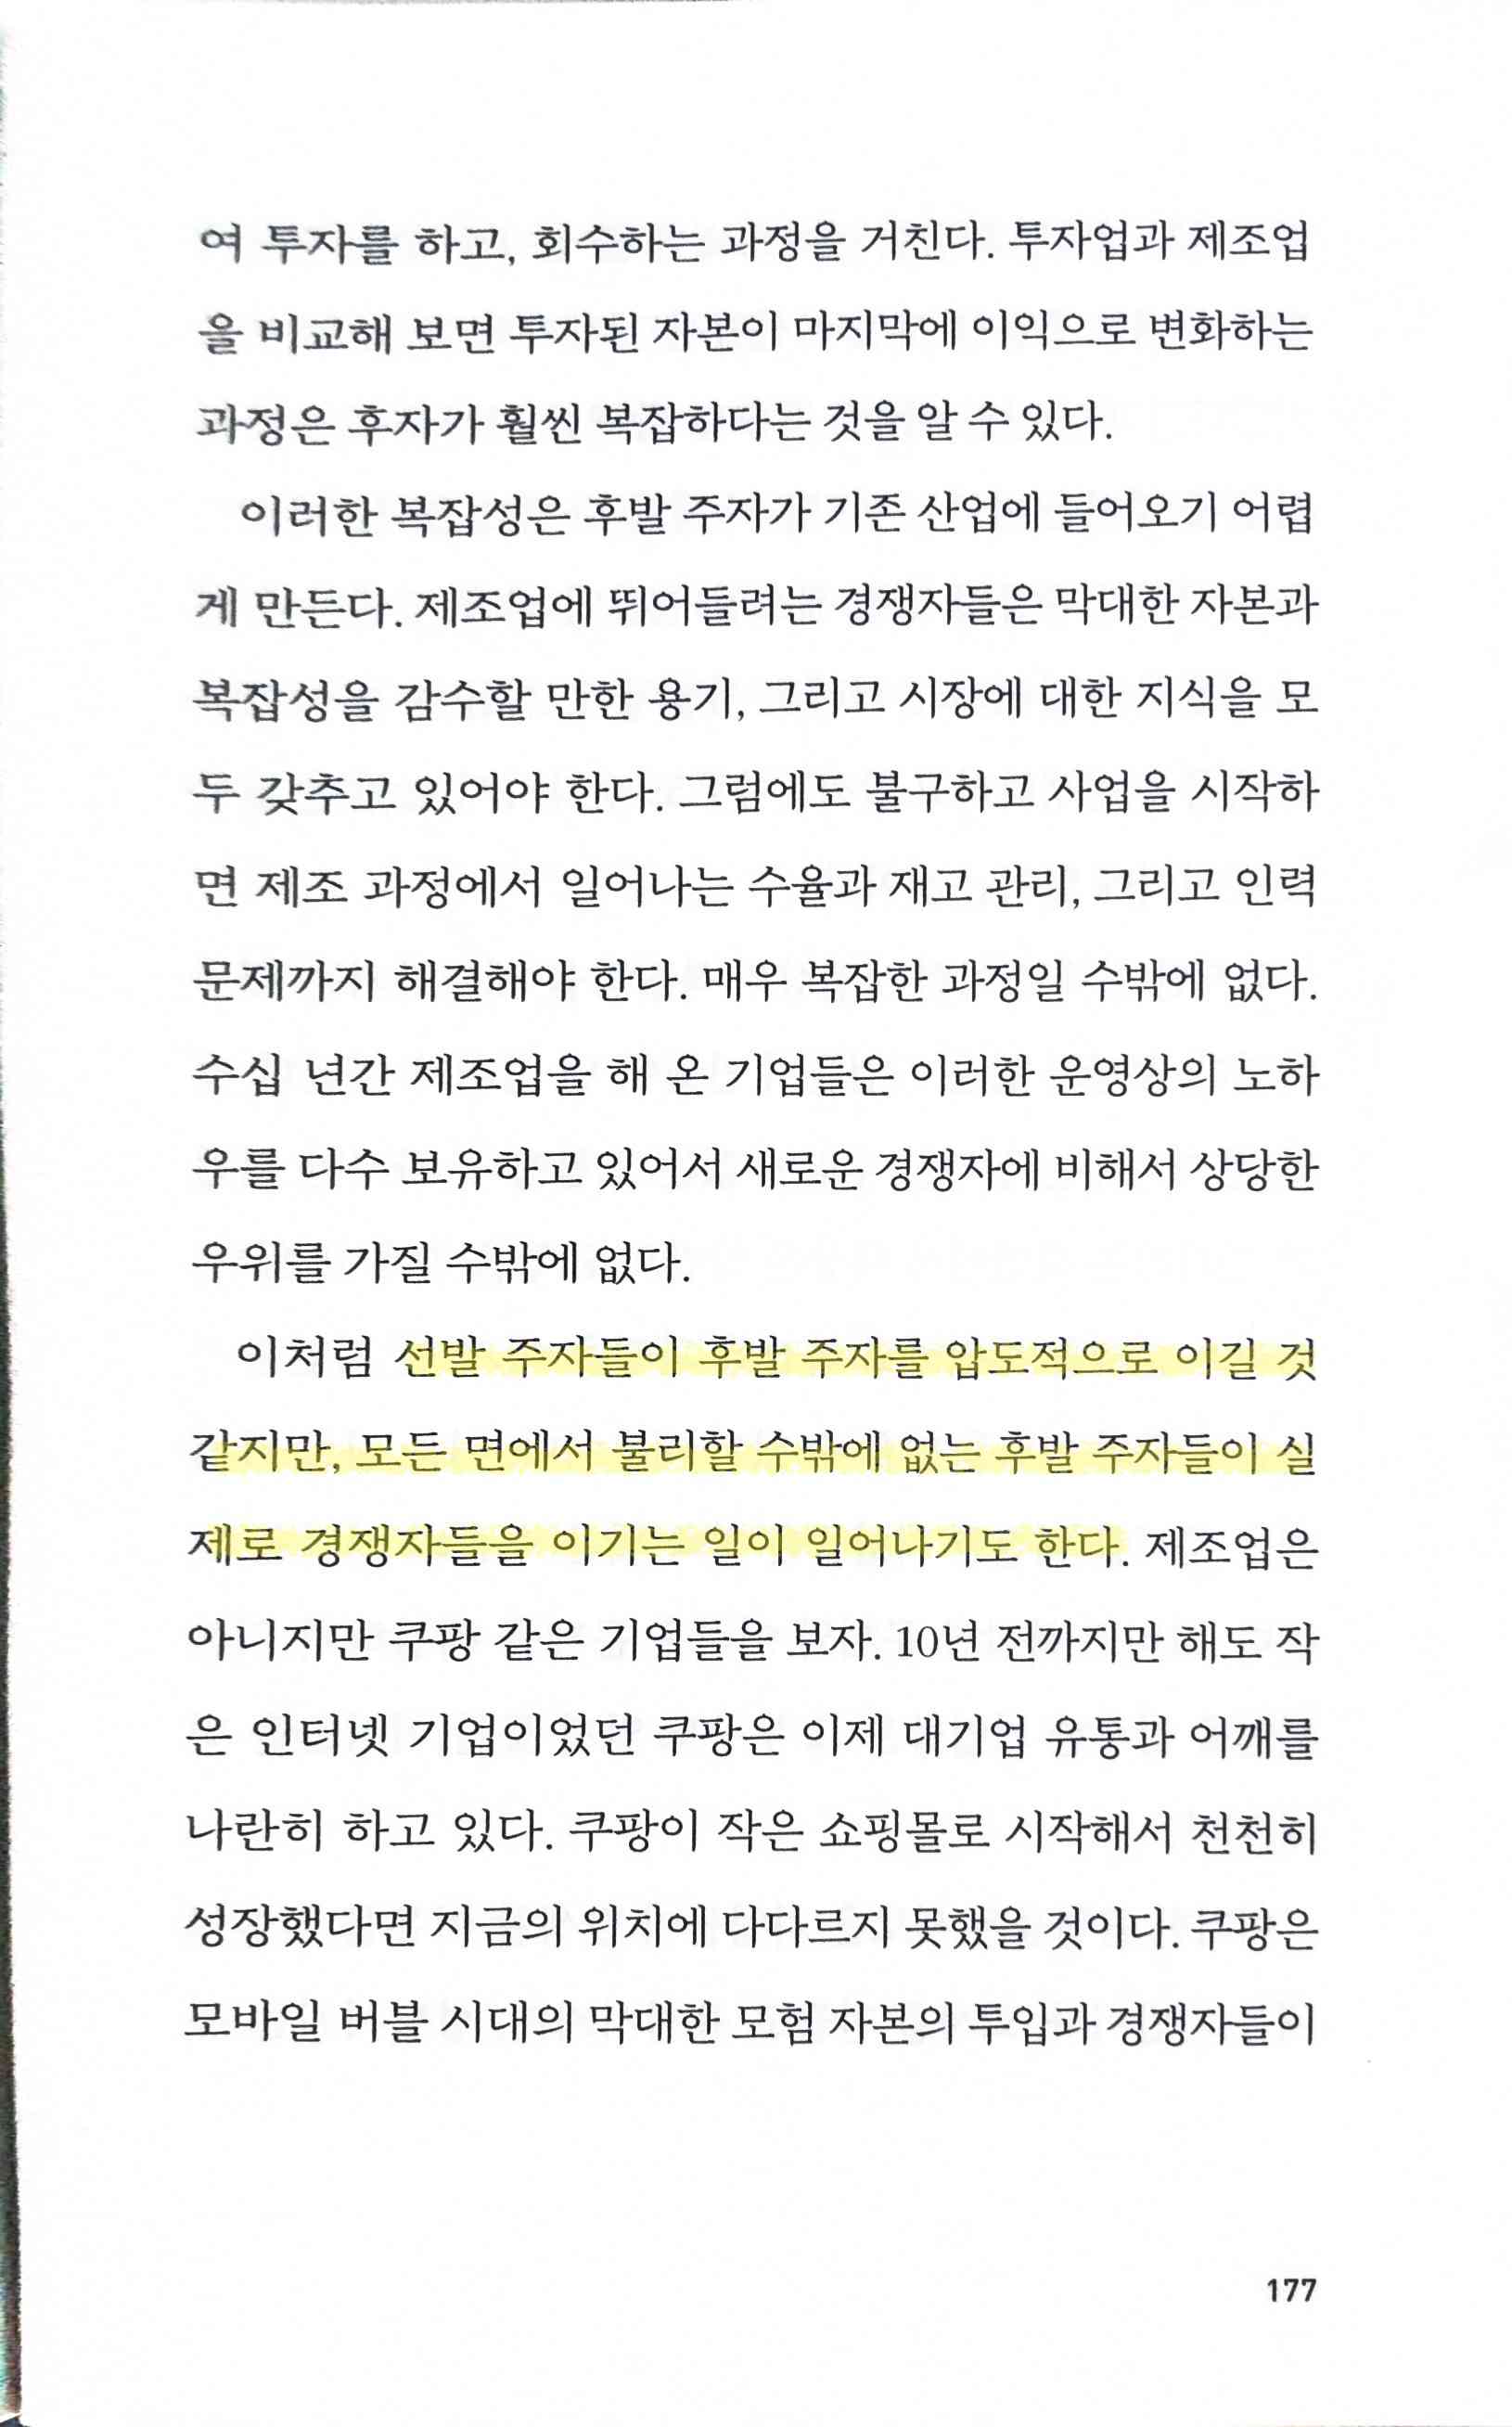 여 투자를 하고, 회수하는 과정을 거친다. 투자업과 제조업
을 비교해 보면 투자된 자본이 마지막에 이익으로 변화하는
과정은 후자가 훨씬 복잡하다는 것을 알 수 있다.
이러한 복잡성은 후발 주자가 기존 산업에 들어오기 어렵
게 만든다. 제조업에 뛰어들려는 경쟁자들은 막대한 자본과
복잡성을 감수할 만한 용기, 그리고 시장에 대한 지식을 모
두 갖추고 있어야 한다. 그럼에도 불구하고 사업을 시작하
면 제조 과정에서 일어나는 수율과 재고 관리, 그리고 인력
문제까지 해결해야 한다. 매우 복잡한 과정일 수밖에 없다.
수십 년간 제조업을 해 온 기업들은 이러한 운영상의 노하
우를 다수 보유하고 있어서 새로운 경쟁자에 비해서 상당한
우위를 가질 수밖에 없다.
이처럼 선발 주자들이 후발 주자를 압도적으로 이길 것
같지만, 모든 면에서 불리할 수밖에 없는 후발 주자들이 실
제로 경쟁자들을 이기는 일이 일어나기도 한다. 제조업은
아니지만 쿠팡 같은 기업들을 보자. 10년 전까지만 해도 작
은 인터넷 기업이었던 쿠팡은 이제 대기업 유통과 어깨를
나란히 하고 있다. 쿠팡이 작은 쇼핑몰로 시작해서 천천히
성장했다면 지금의 위치에 다다르지 못했을 것이다. 쿠팡은
모바일 버블 시대의 막대한 모험 자본의 투입과 경쟁자들이
177